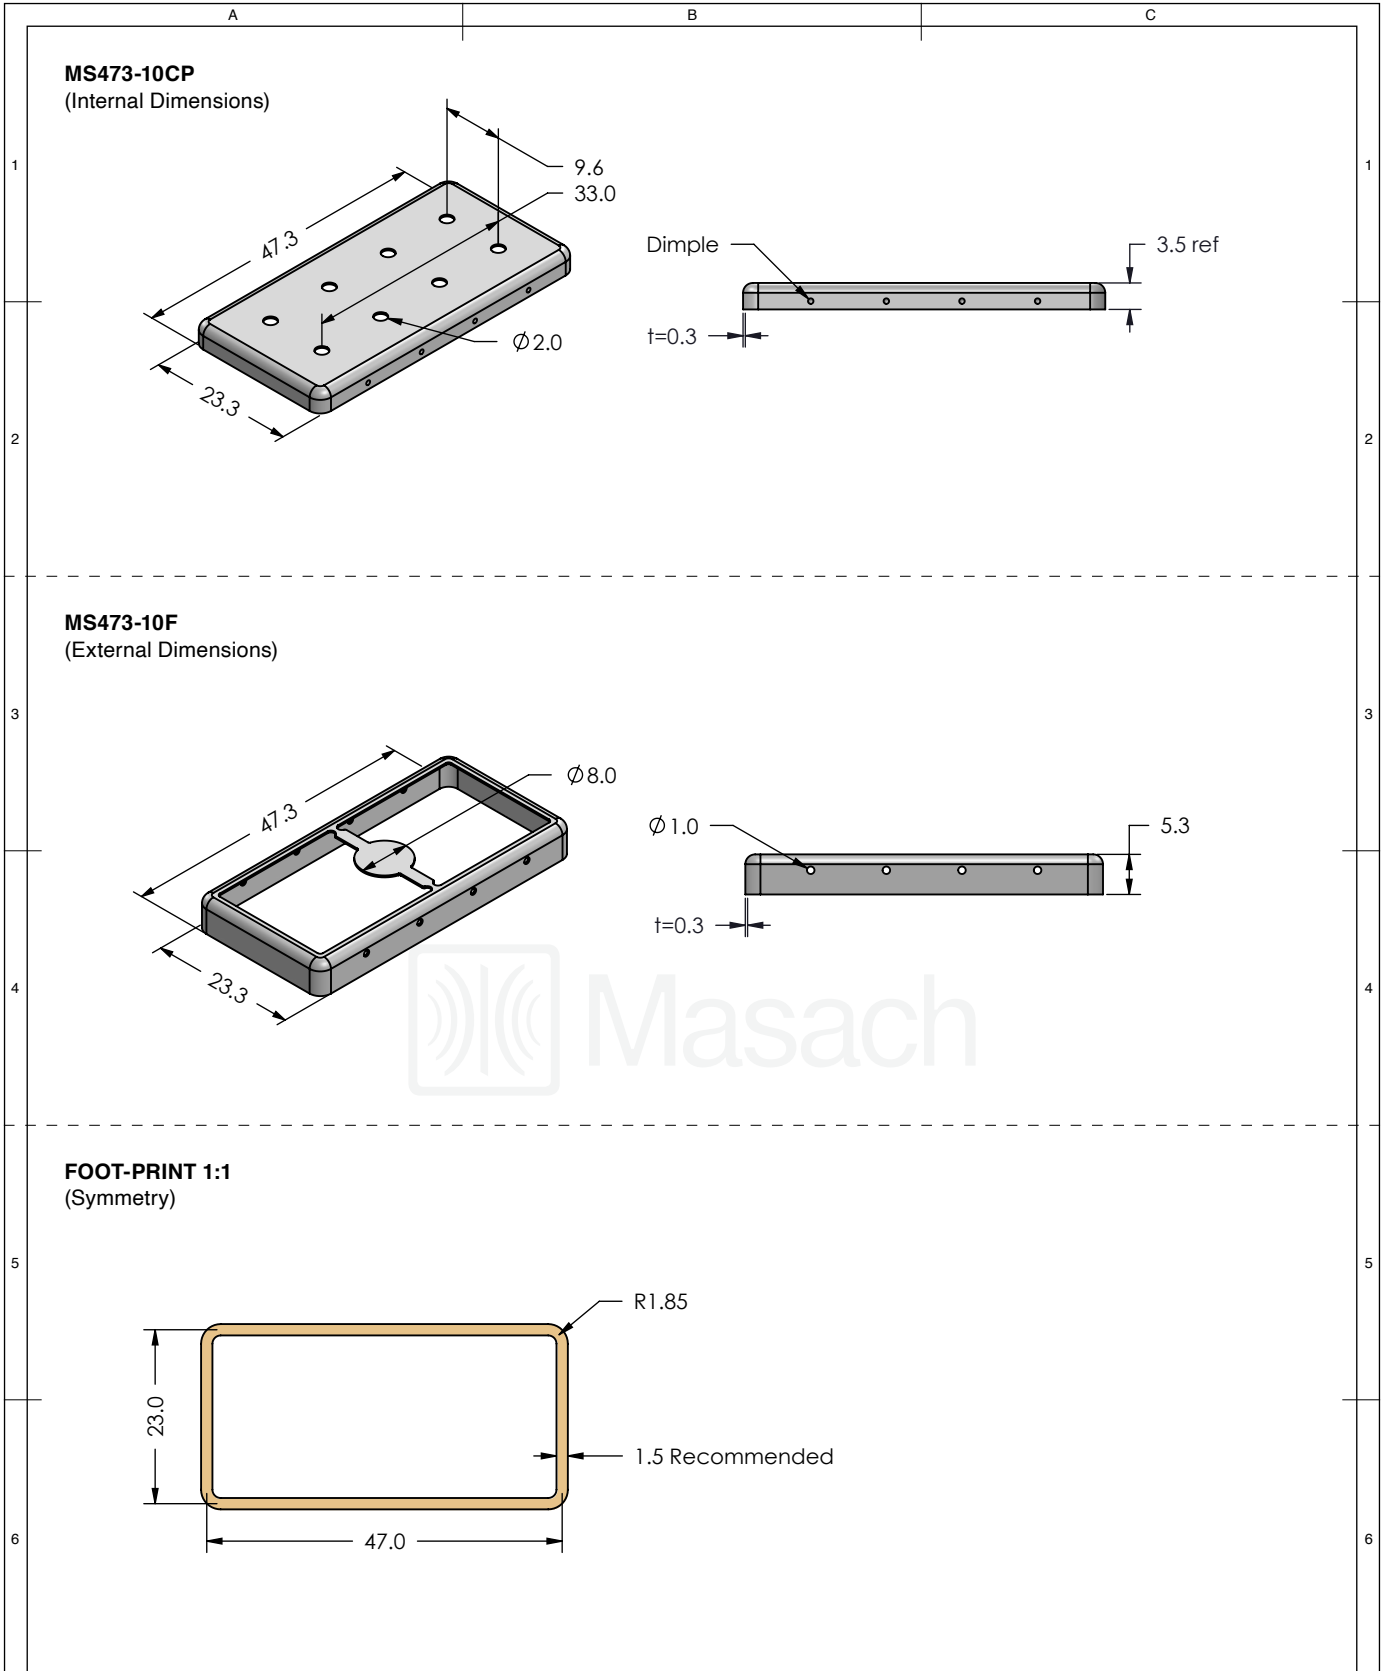 A
B
C
MS473-10CP
(Internal Dimensions)
1
1
9.6
33.0
47.3
Dimple
3.5 ref
t=0.3
Ø2.0
23.3
2
2
MS473-10F
(External Dimensions)
3
3
Ø8.0
47.3
Ø1.0
5.3
t=0.3
23.3
4
4
Masach
FOOT-PRINT 1:1
(Symmetry)
5
5
R1.85
23.0
1.5 Recommended
47.0
6
6